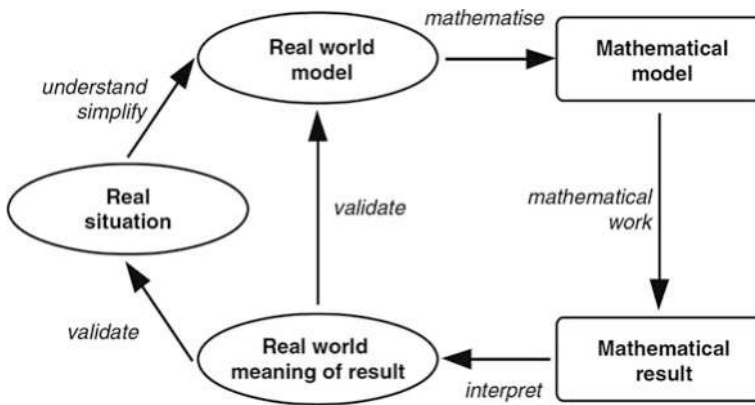 mathematise
Real world
model
Mathematical
model
understand
simplify
Real
situation
validate
mathematical
work
validate
Real world
meaning of result
interpret
Mathematical
result